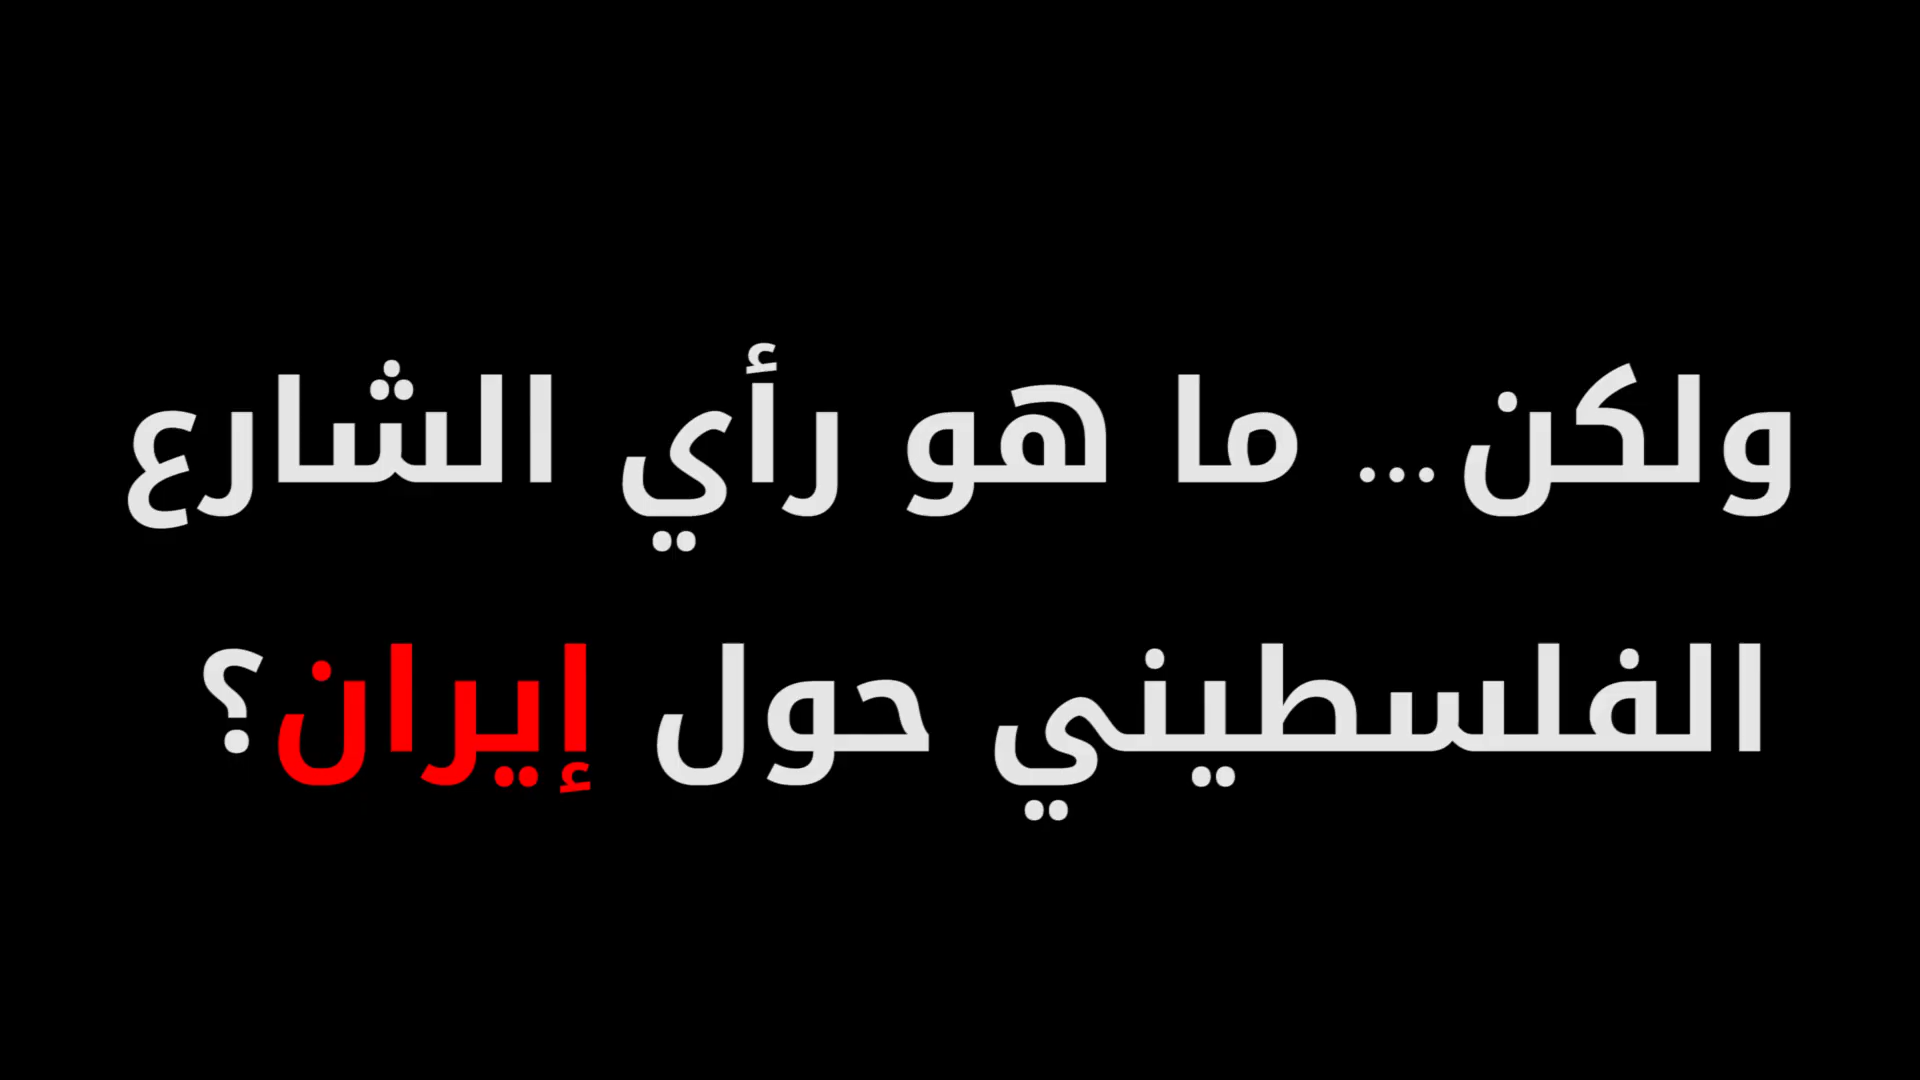 ولكن... ما هو رأي الشارع
الفلسطيني حول إيران؟